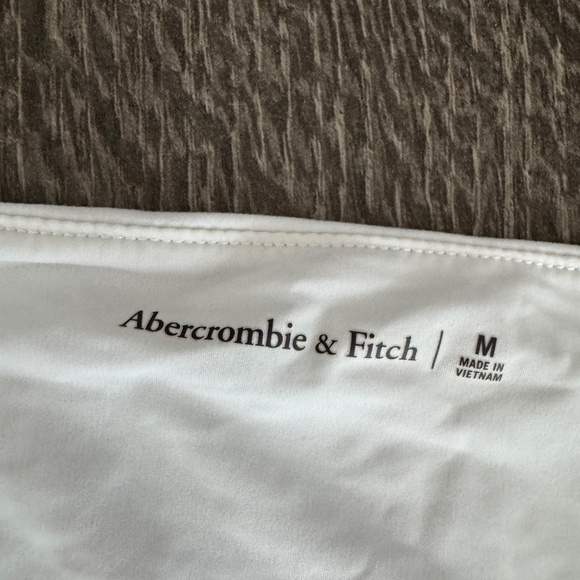 Abercrombie & Fitch | M
MADE IN
VIETNAM